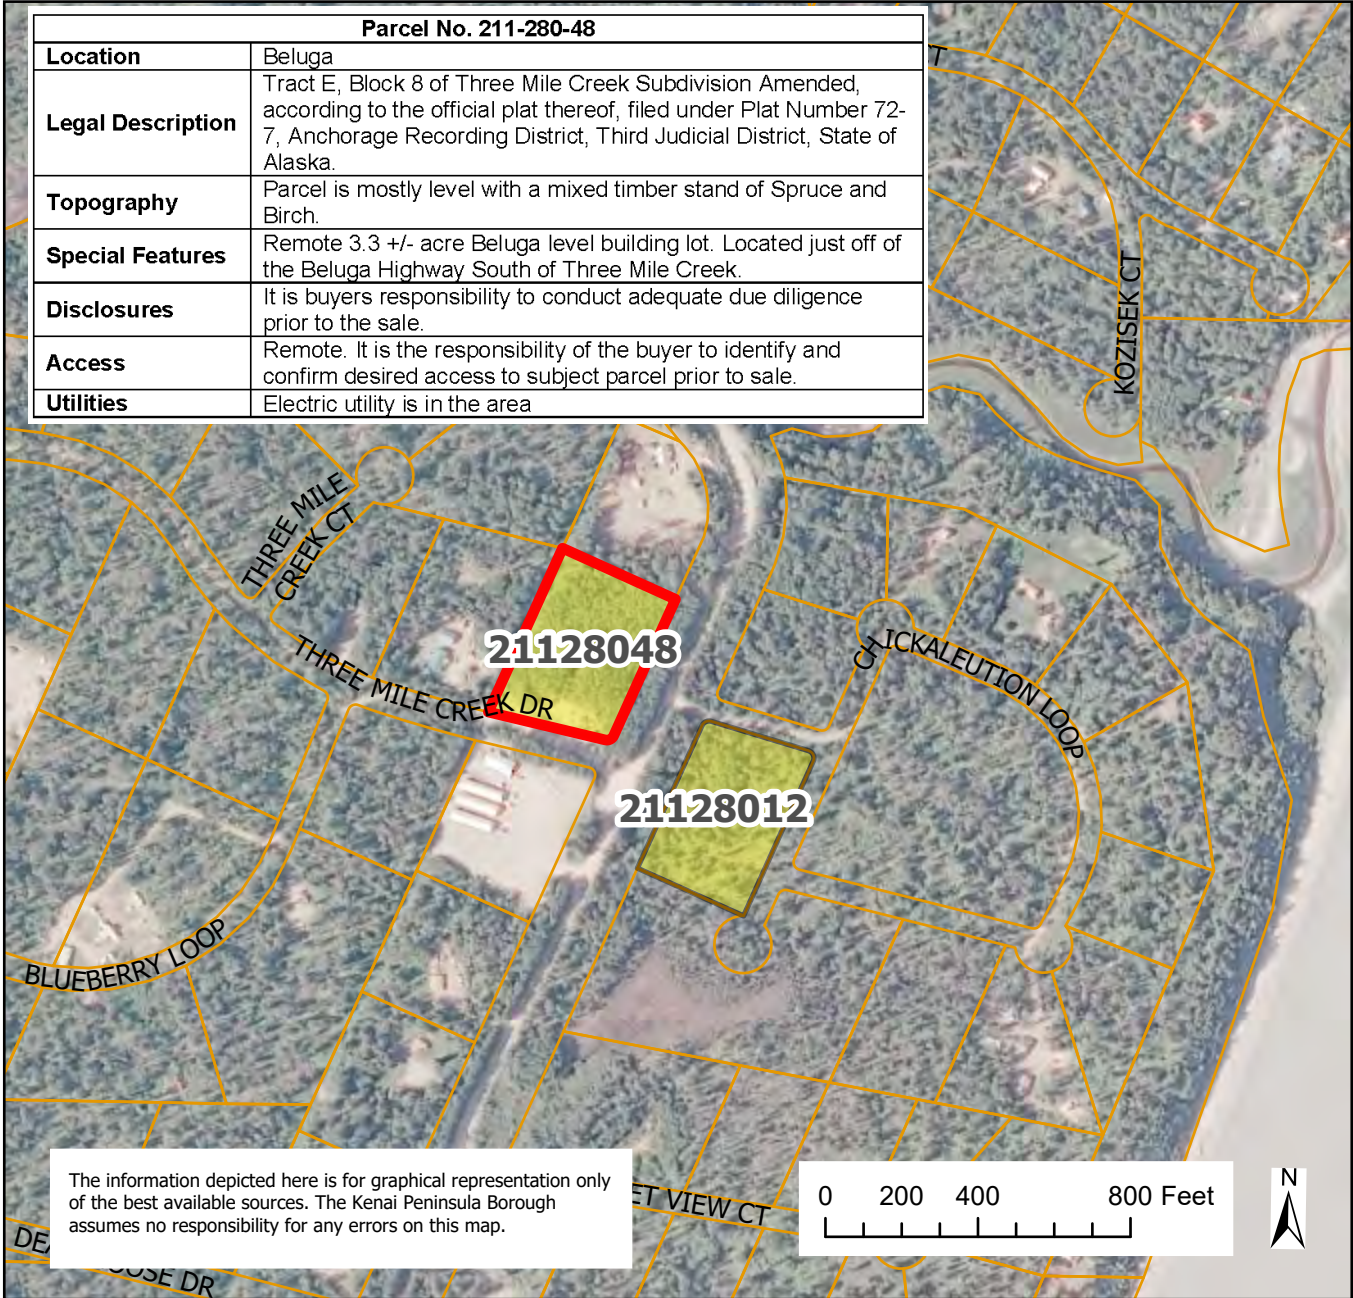 Parcel No. 211-280-48
Location Beluga
Legal Description Tract E, Block 8 of Three Mile Creek Subdivision Amended,
according to the official plat thereof, filed under Plat Number 72-
7, Anchorage Recording District, Third Judicial District, State of
Alaska.
Topography Parcel is mostly level with a mixed timber stand of Spruce and
Birch.
Special Features Remote 3.3 +/- acre Beluga level building lot. Located just off of
the Beluga Highway South of Three Mile Creek.
Disclosures It is buyers responsibility to conduct adequate due diligence
prior to the sale.
Access Remote. It is the responsibility of the buyer to identify and
confirm desired access to subject parcel prior to sale.
Utilities Electric utility is in the area
CT
KOZISEK CT
THREE MILE
CREEK CT
21128048
THREE MILE CREEK DR
CHICKALEUTION LOOP
21128012
BLUEBERRY LOOP
The information depicted here is for graphical representation only
of the best available sources. The Kenai Peninsula Borough
assumes no responsibility for any errors on this map.
ET VIEW CT
0 200 400 800 Feet
N
DR